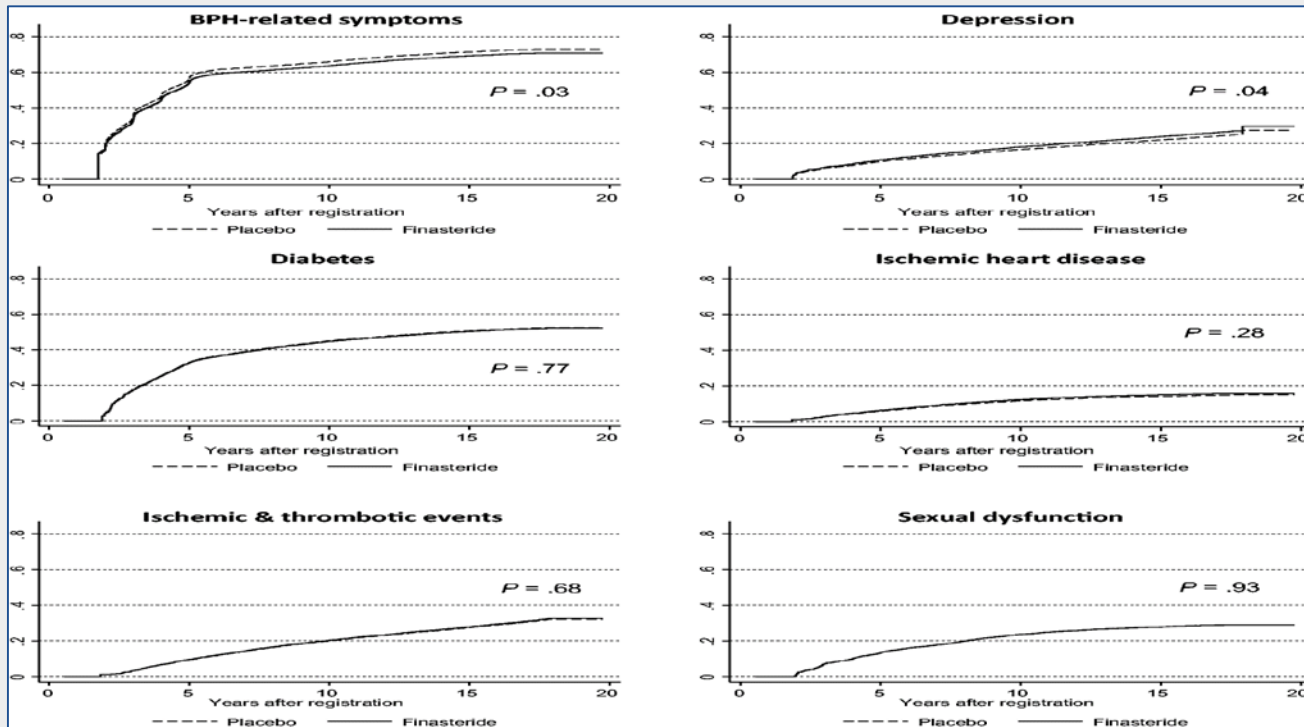 BPH-related symptoms
.8
.6
.4
.2
0
P = .03
0 5 10 15 20
Years after registration
Placebo Finasteride
Depression
.8
.6
.4
.2
0
P = .04
0 5 10 15 20
Years after registration
Placebo Finasteride
Diabetes
.8
.6
.4
.2
0
P = .77
0 5 10 15 20
Years after registration
Placebo Finasteride
Ischemic heart disease
.8
.6
.4
.2
0
P = .28
0 5 10 15 20
Years after registration
Placebo Finasteride
Ischemic & thrombotic events
.8
.6
.4
.2
0
P = .68
0 5 10 15 20
Years after registration
Placebo Finasteride
Sexual dysfunction
.8
.6
.4
.2
0
P = .93
0 5 10 15 20
Years after registration
Placebo Finasteride